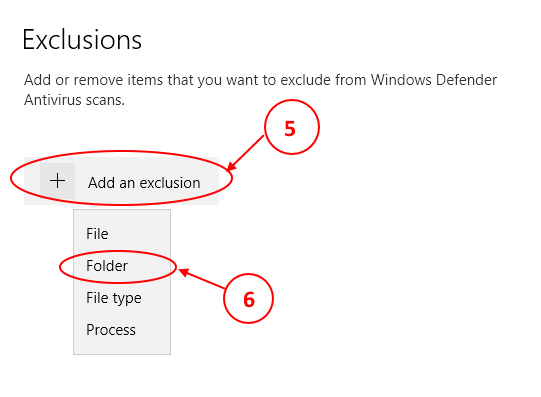 Exclusions
Add or remove items that you want to exclude from Windows Defender
Antivirus scans.
5
+ Add an exclusion
File
Folder
File type
6
Process